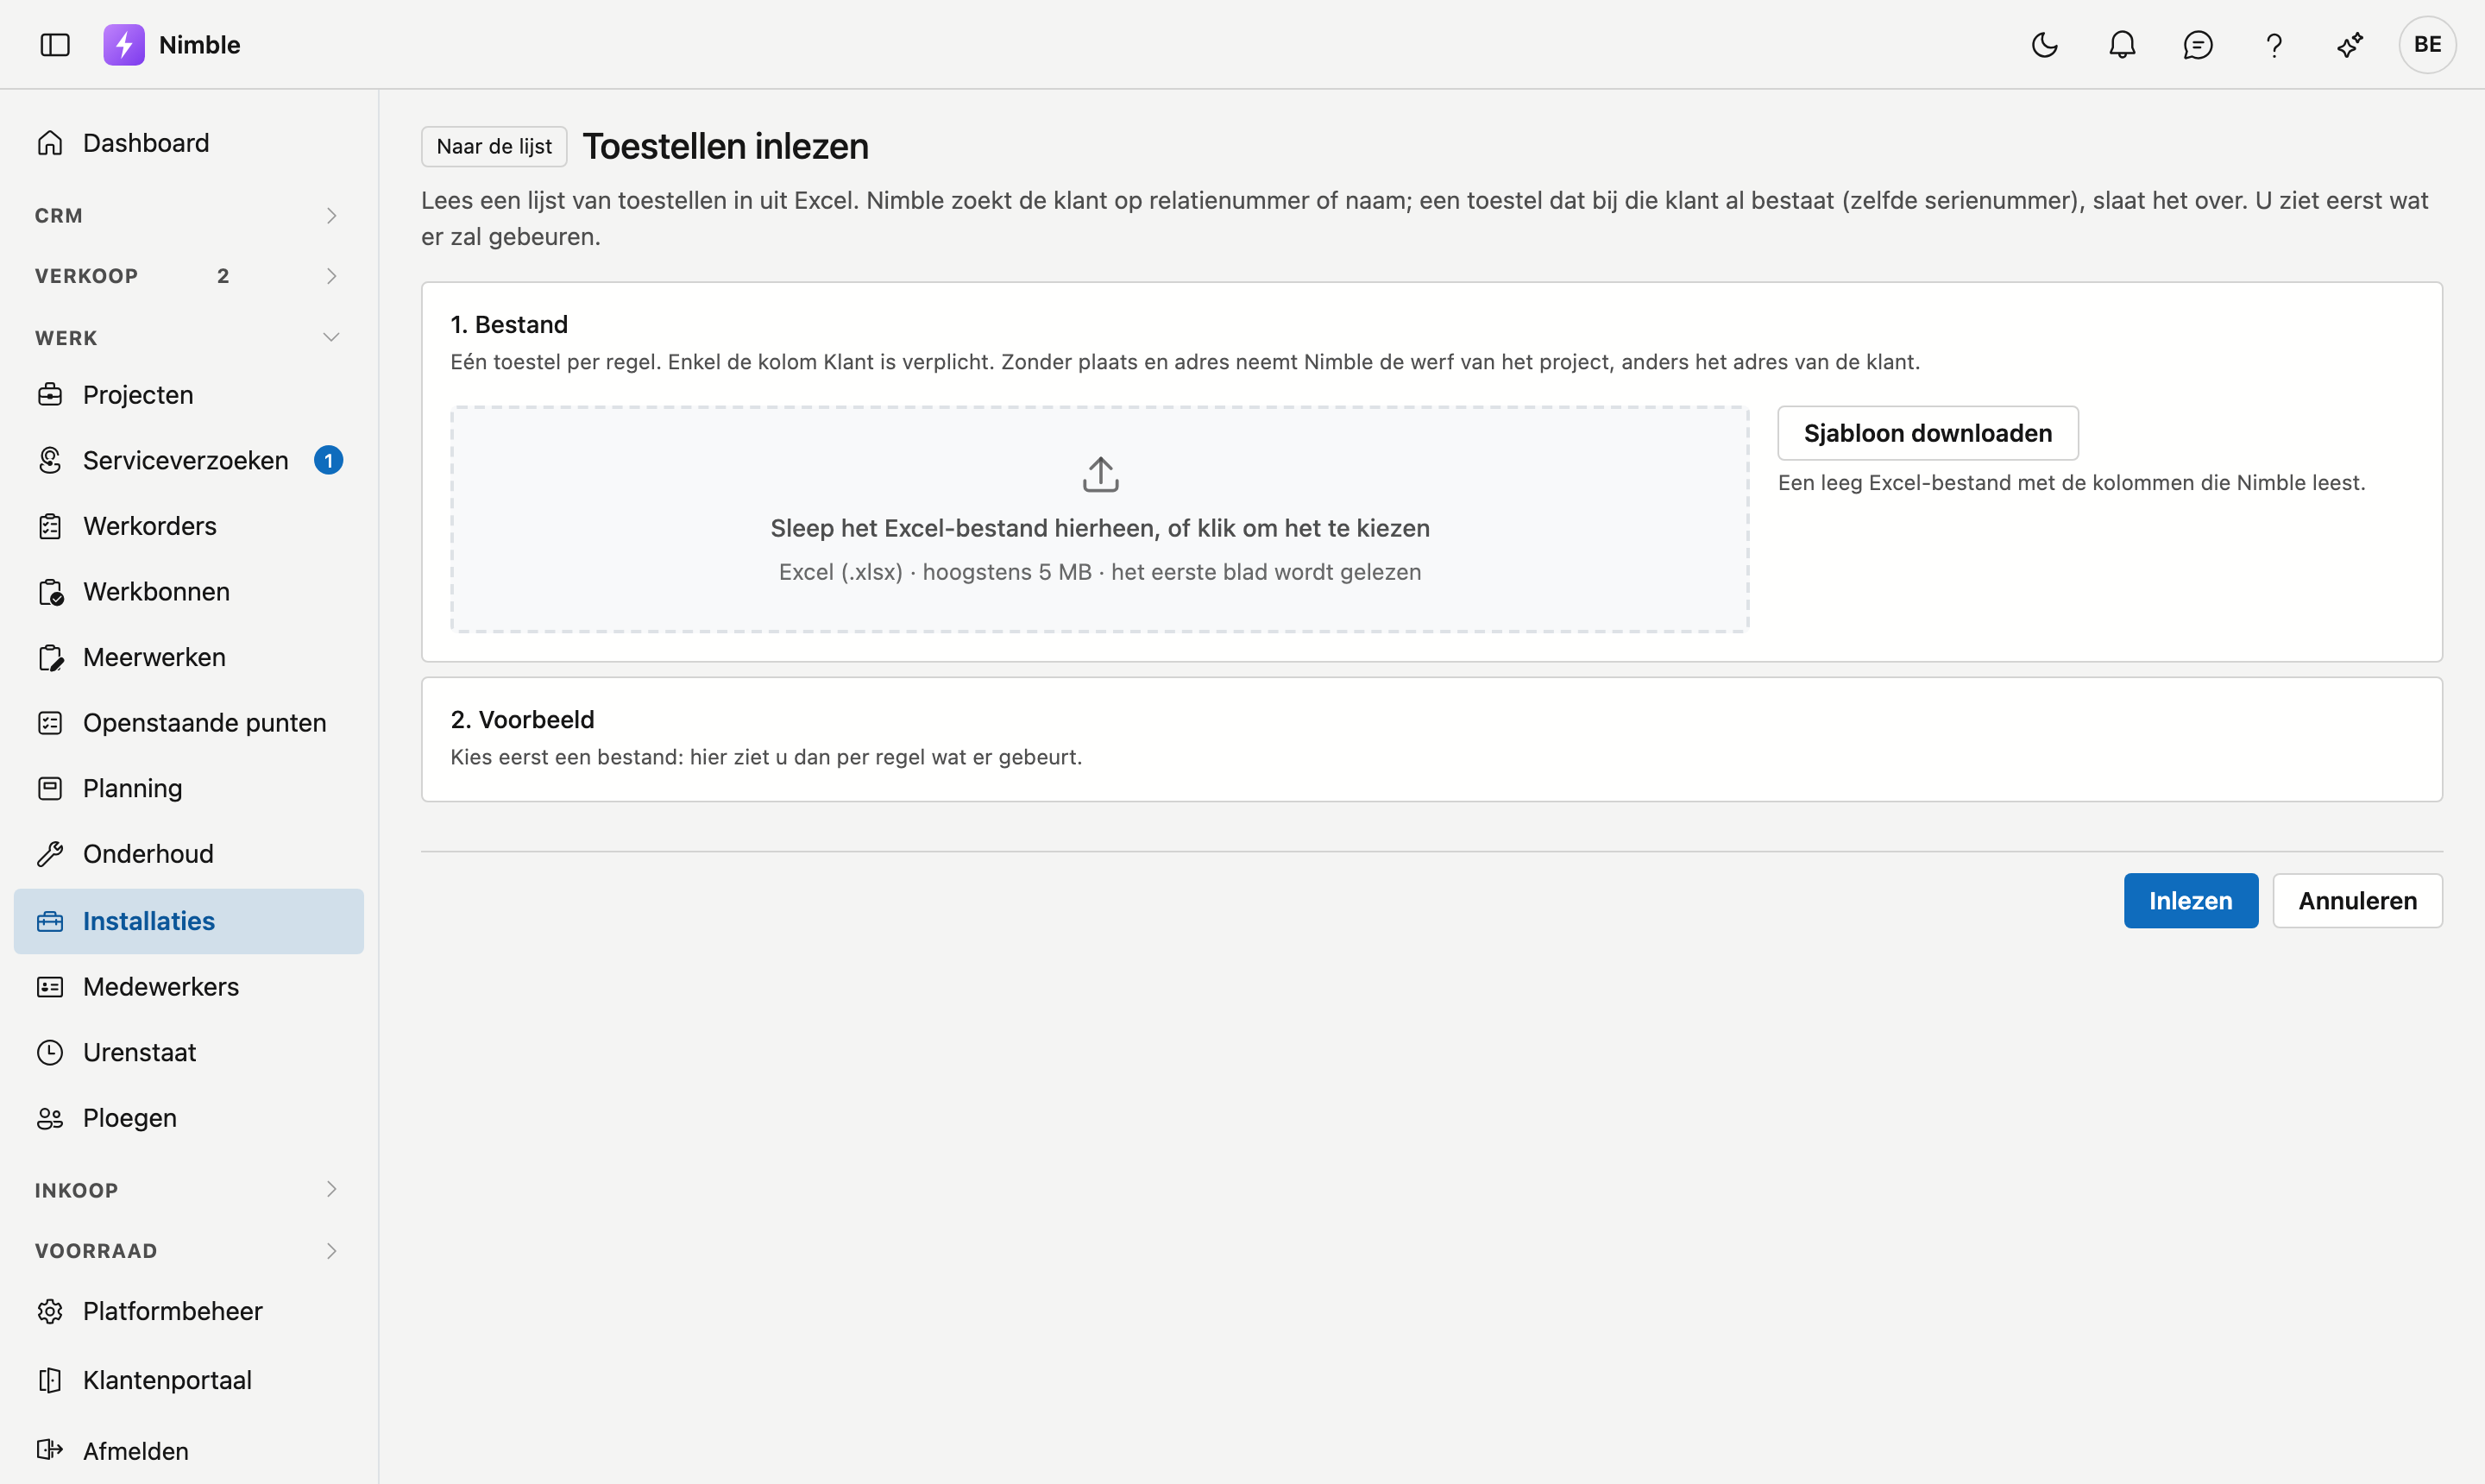 Nimble
BE
Dashboard
CRM
VERKOOP 2
WERK
Projecten
Serviceverzoeken 1
Werkorders
Werkbonnen
Meerwerken
Openstaande punten
Planning
Onderhoud
Installaties
Medewerkers
Urenstaat
Ploegen
INKOOP
VOORRAAD
Platformbeheer
Klantenportaal
Afmelden
Naar de lijst Toestellen inlezen
Lees een lijst van toestellen in uit Excel. Nimble zoekt de klant op relatienummer of naam; een toestel dat bij die klant al bestaat (zelfde serienummer), slaat het over. U ziet eerst wat
er zal gebeuren.
1. Bestand
Eén toestel per regel. Enkel de kolom Klant is verplicht. Zonder plaats en adres neemt Nimble de werf van het project, anders het adres van de klant.
Sleep het Excel-bestand hierheen, of klik om het te kiezen
Excel (.xlsx) · hoogstens 5 MB · het eerste blad wordt gelezen
Sjabloon downloaden
Een leeg Excel-bestand met de kolommen die Nimble leest.
2. Voorbeeld
Kies eerst een bestand: hier ziet u dan per regel wat er gebeurt.
Inlezen Annuleren